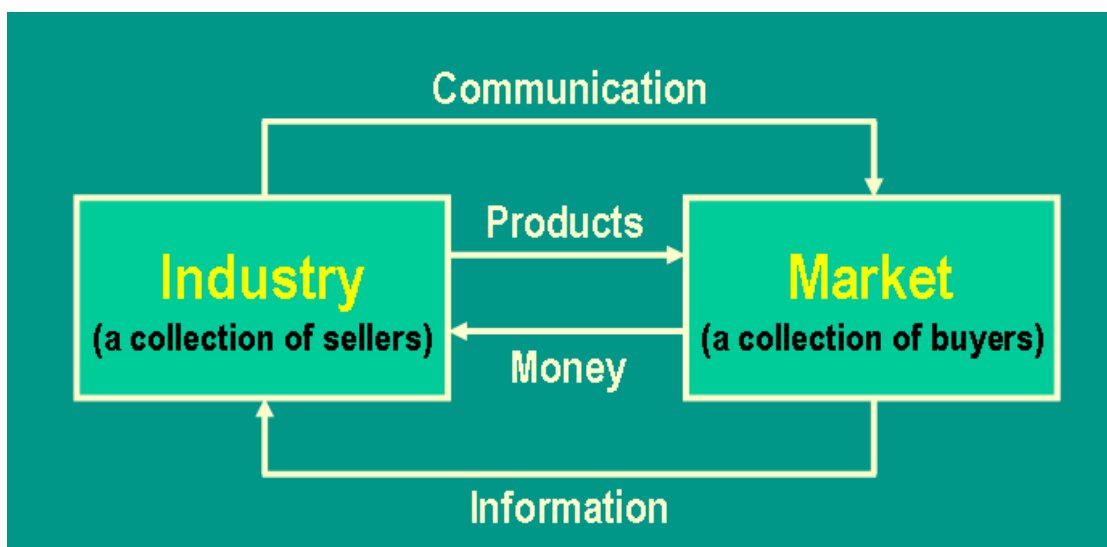 Communication
Products
Industry
(a collection of sellers)
Market
(a collection of buyers)
Money
Information